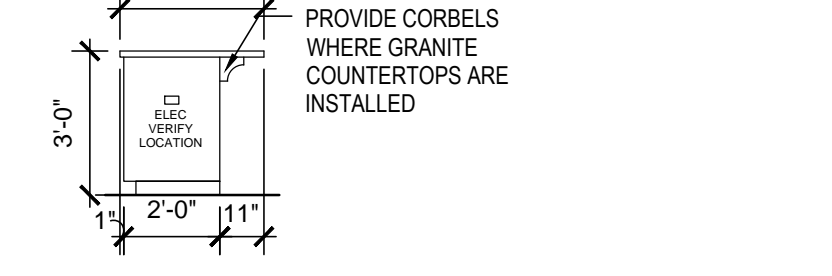 PROVIDE CORBELS
WHERE GRANITE
COUNTERTOPS ARE
INSTALLED
3'-0"
ELEC
VERIFY
LOCATION
1"
2'-0"
11"